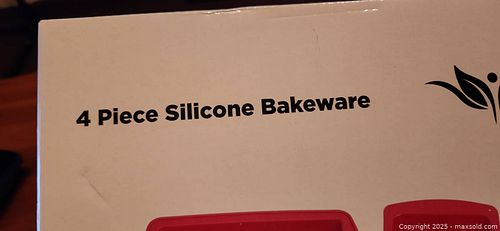 4 Piece Silicone Bakeware
Copyright 2025 - maxsold.com